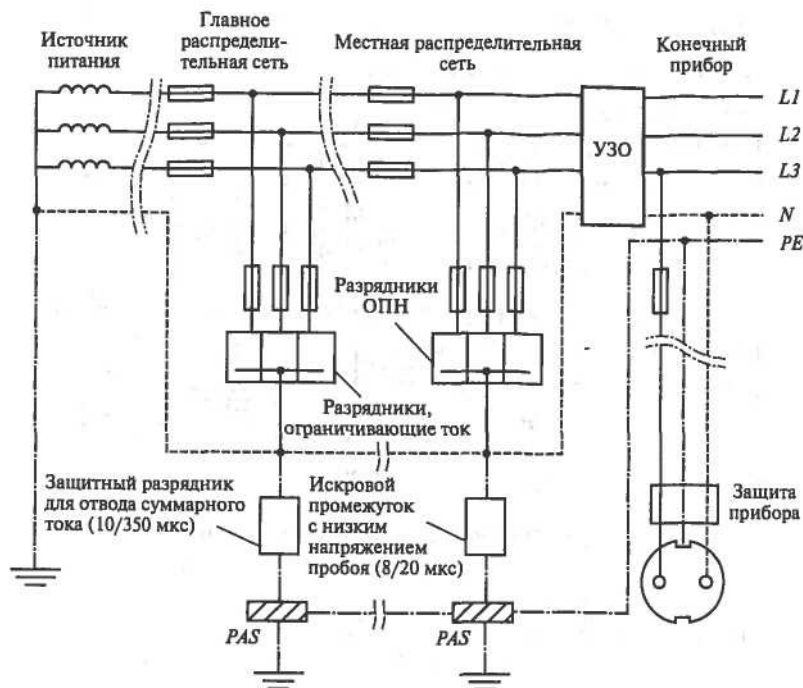 Источник
питания
Главное
распредели-
тельная сеть
Местная распределительная
сеть
Конечный
прибор
L1
L2
L3
N
PE
УЗО
Разрядники
ОПН
Разрядники,
ограничивающие ток
Защитный разрядник
для отвода суммарного
тока (10/350 мкс)
Искровой
промежуток
с низким
напряжением
пробоя (8/20 мкс)
Защита
прибора
PAS
PAS